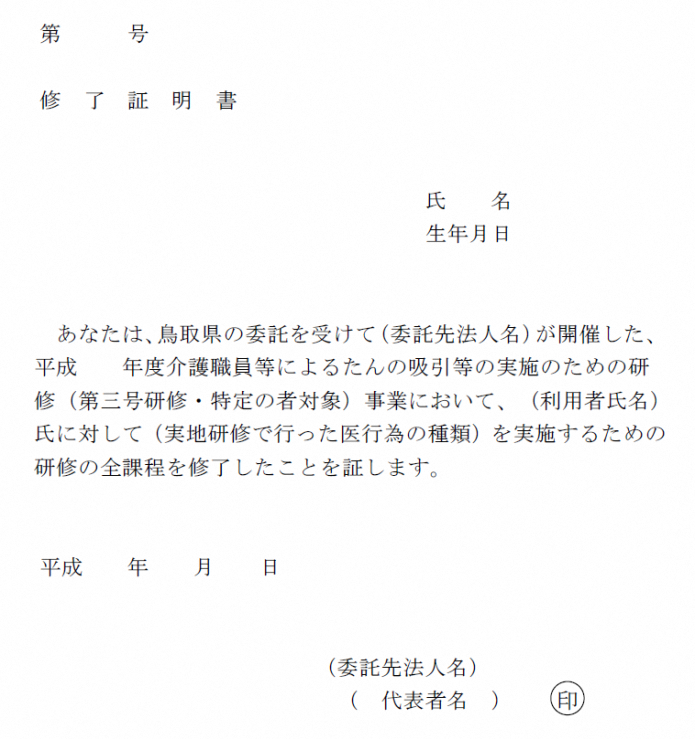 第　　　号
修　了　証　明　書
氏　　名
生年月日
　あなたは、鳥取県の委託を受けて（委託先法人名）が開催した、
平成　　年度介護職員等によるたんの吸引等の実施のための研
修（第三号研修・特定の者対象）事業において、（利用者氏名）
氏に対して（実地研修で行った医行為の種類）を実施するための
研修の全課程を修了したことを証します。
平成　　年　　月　　日
（委託先法人名）
（　代表者名　）　　印